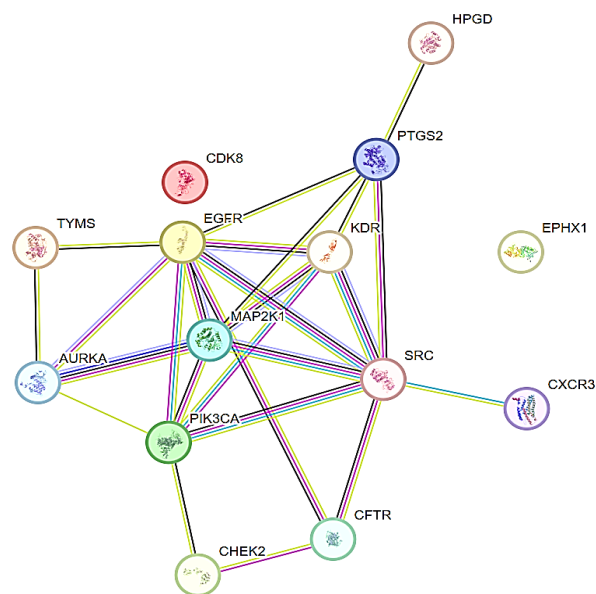 HPGD
PTGS2
CDK8
TYMS
EGFR
KDR
EPHX1
MAP2K1
AURKA
SRC
CXCR3
PIK3CA
CFTR
CHEK2